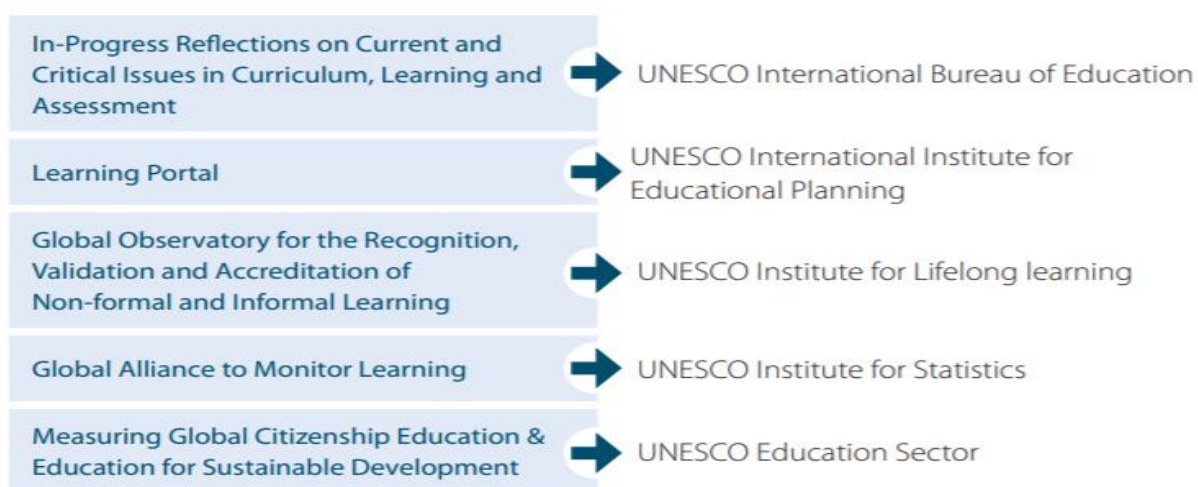 In-Progress Reflections on Current and
Critical Issues in Curriculum, Learning and
Assessment
UNESCO International Bureau of Education
Learning Portal
UNESCO International Institute for
Educational Planning
Global Observatory for the Recognition,
Validation and Accreditation of
Non-formal and Informal Learning
UNESCO Institute for Lifelong learning
Global Alliance to Monitor Learning
UNESCO Institute for Statistics
Measuring Global Citizenship Education &
Education for Sustainable Development
UNESCO Education Sector